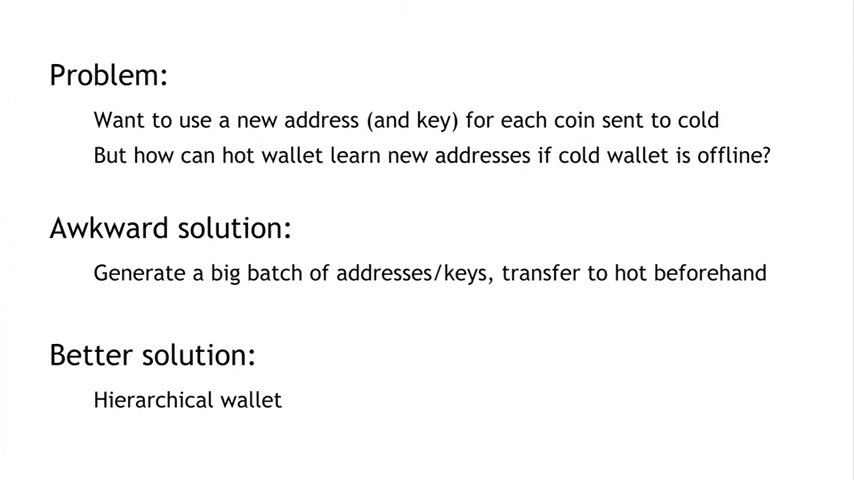 Problem:
Want to use a new address (and key) for each coin sent to cold
But how can hot wallet learn new addresses if cold wallet is offline?
Awkward solution:
Generate a big batch of addresses/keys, transfer to hot beforehand
Better solution:
Hierarchical wallet